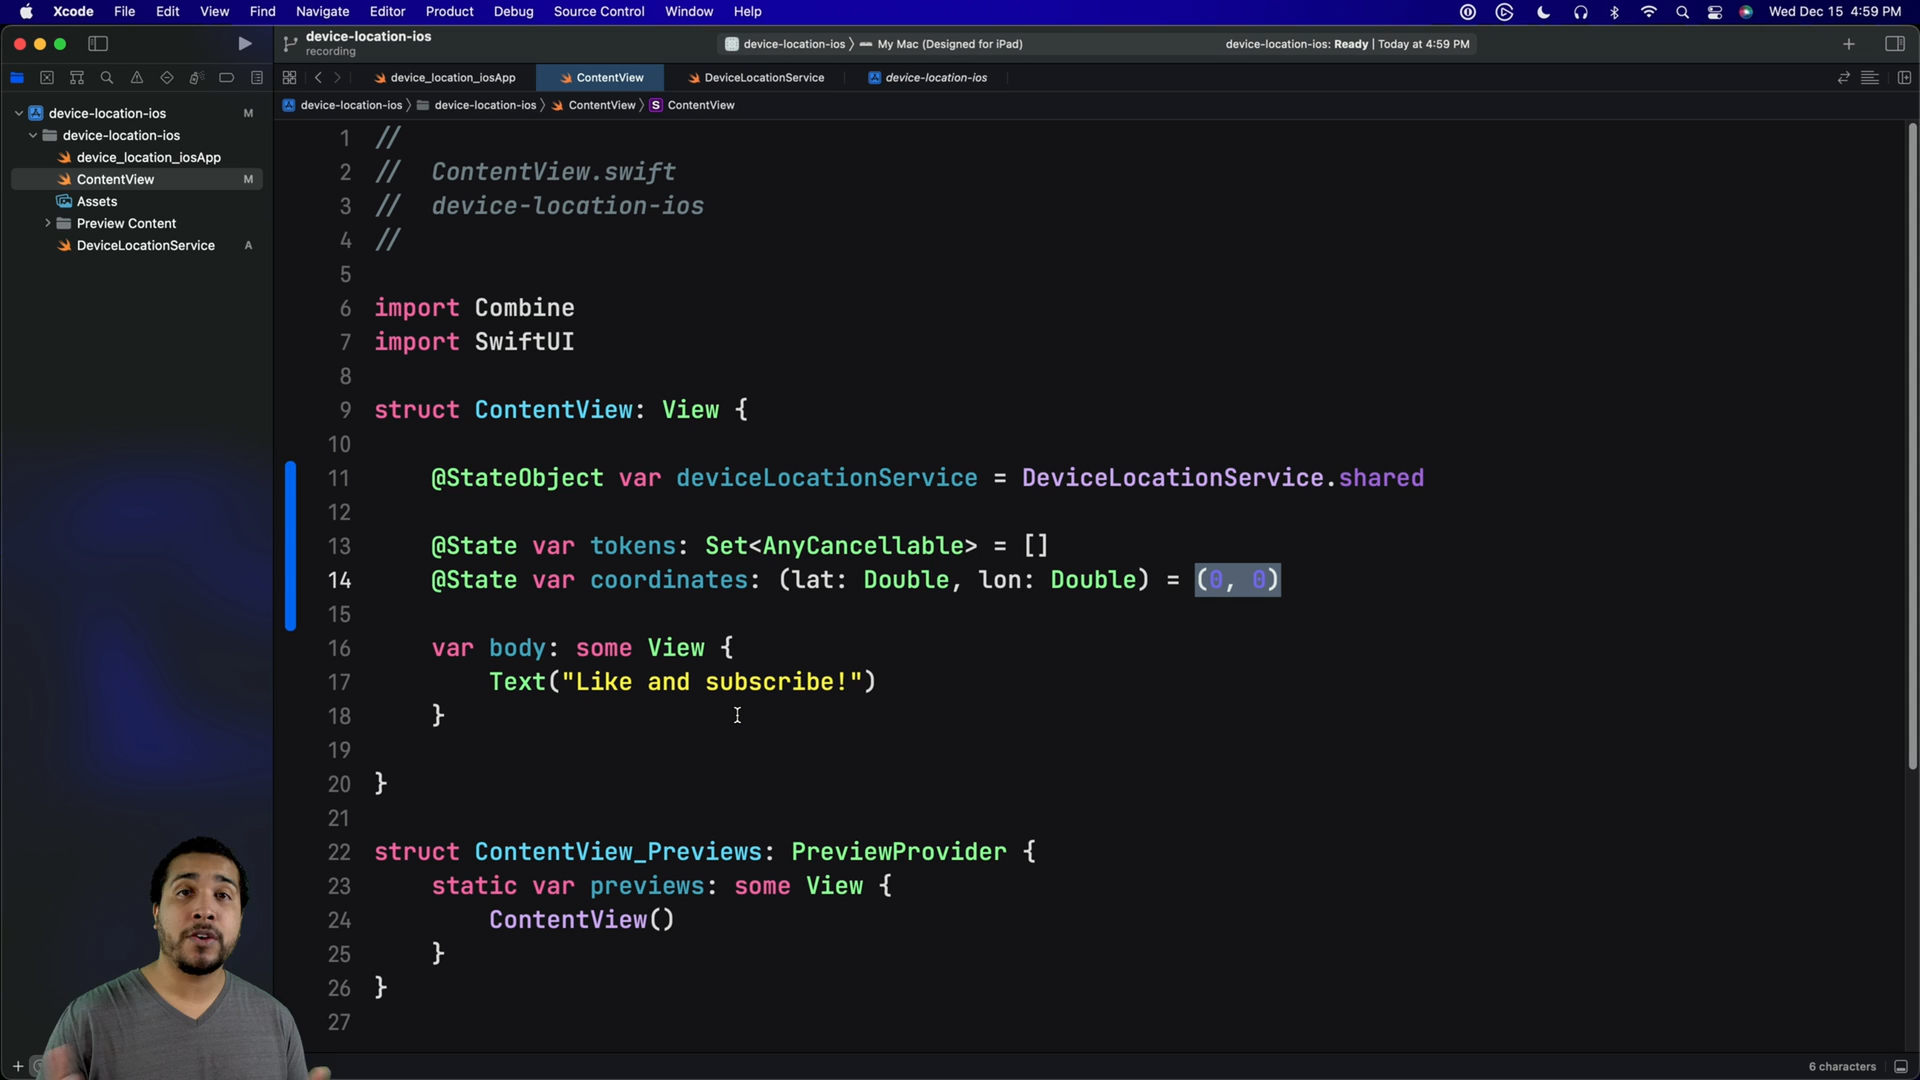 Xcode File Edit View Find Navigate Editor Product Debug Source Control Window Help Wed Dec 15 4:59 PM
device-location-ios
recording
device-location-ios 〉 My Mac (Designed for iPad)
device-location-ios: Ready | Today at 4:59 PM
device_location_iosApp ContentView DeviceLocationService device-location-ios
device-location-ios 〉 device-location-ios 〉 ContentView 〉 S ContentView
device-location-ios M
device-location-ios
device_location_iosApp
ContentView M
Assets
Preview Content
DeviceLocationService A
1 //
2 //  ContentView.swift
3 //  device-location-ios
4 //
5
6 import Combine
7 import SwiftUI
8
9 struct ContentView: View {
10
11     @StateObject var deviceLocationService = DeviceLocationService.shared
12
13     @State var tokens: Set<AnyCancellable> = []
14     @State var coordinates: (lat: Double, lon: Double) = (0, 0)
15
16     var body: some View {
17         Text("Like and subscribe!")
18     }
19
20 }
21
22 struct ContentView_Previews: PreviewProvider {
23     static var previews: some View {
24         ContentView()
25     }
26 }
27
6 characters